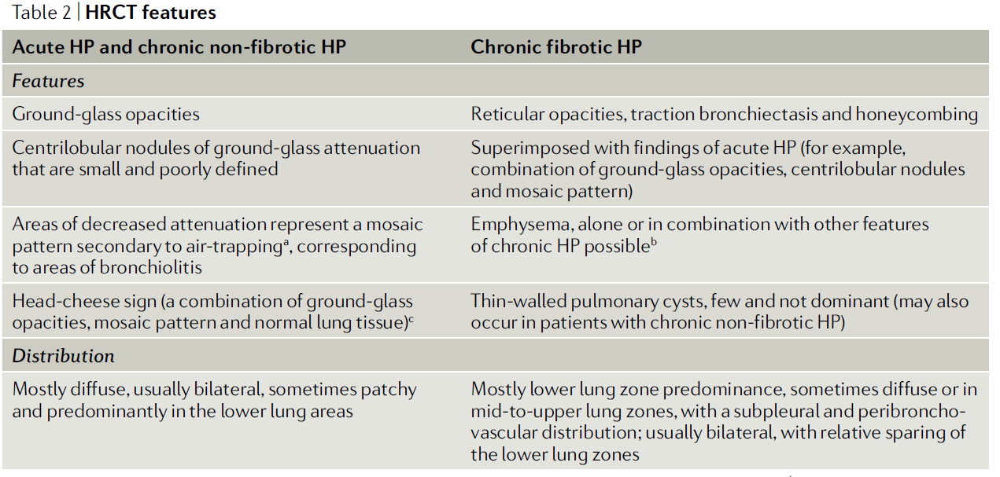 Table 2 | HRCT features
Acute HP and chronic non-fibrotic HP
Chronic fibrotic HP
Features
Ground-glass opacities
Reticular opacities, traction bronchiectasis and honeycombing
Centrilobular nodules of ground-glass attenuation
that are small and poorly defined
Superimposed with findings of acute HP (for example,
combination of ground-glass opacities, centrilobular nodules
and mosaic pattern)
Areas of decreased attenuation represent a mosaic
pattern secondary to air-trappingᵃ, corresponding
to areas of bronchiolitis
Emphysema, alone or in combination with other features
of chronic HP possibleᵇ
Head-cheese sign (a combination of ground-glass
opacities, mosaic pattern and normal lung tissue)ᶜ
Thin-walled pulmonary cysts, few and not dominant (may also
occur in patients with chronic non-fibrotic HP)
Distribution
Mostly diffuse, usually bilateral, sometimes patchy
and predominantly in the lower lung areas
Mostly lower lung zone predominance, sometimes diffuse or in
mid-to-upper lung zones, with a subpleural and peribroncho-
vascular distribution; usually bilateral, with relative sparing of
the lower lung zones